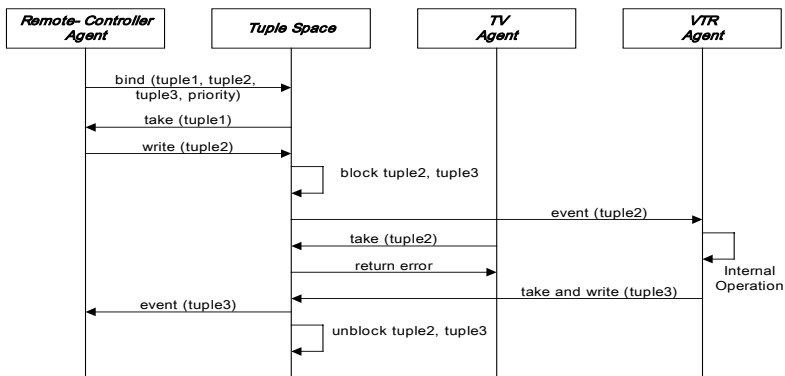 Remote- Controller
Agent
Tuple Space
TV
Agent
VTR
Agent
bind (tuple1, tuple2,
tuple3, priority)
take (tuple1)
write (tuple2)
block tuple2, tuple3
event (tuple2)
take (tuple2)
return error
Internal
Operation
take and write (tuple3)
event (tuple3)
unblock tuple2, tuple3